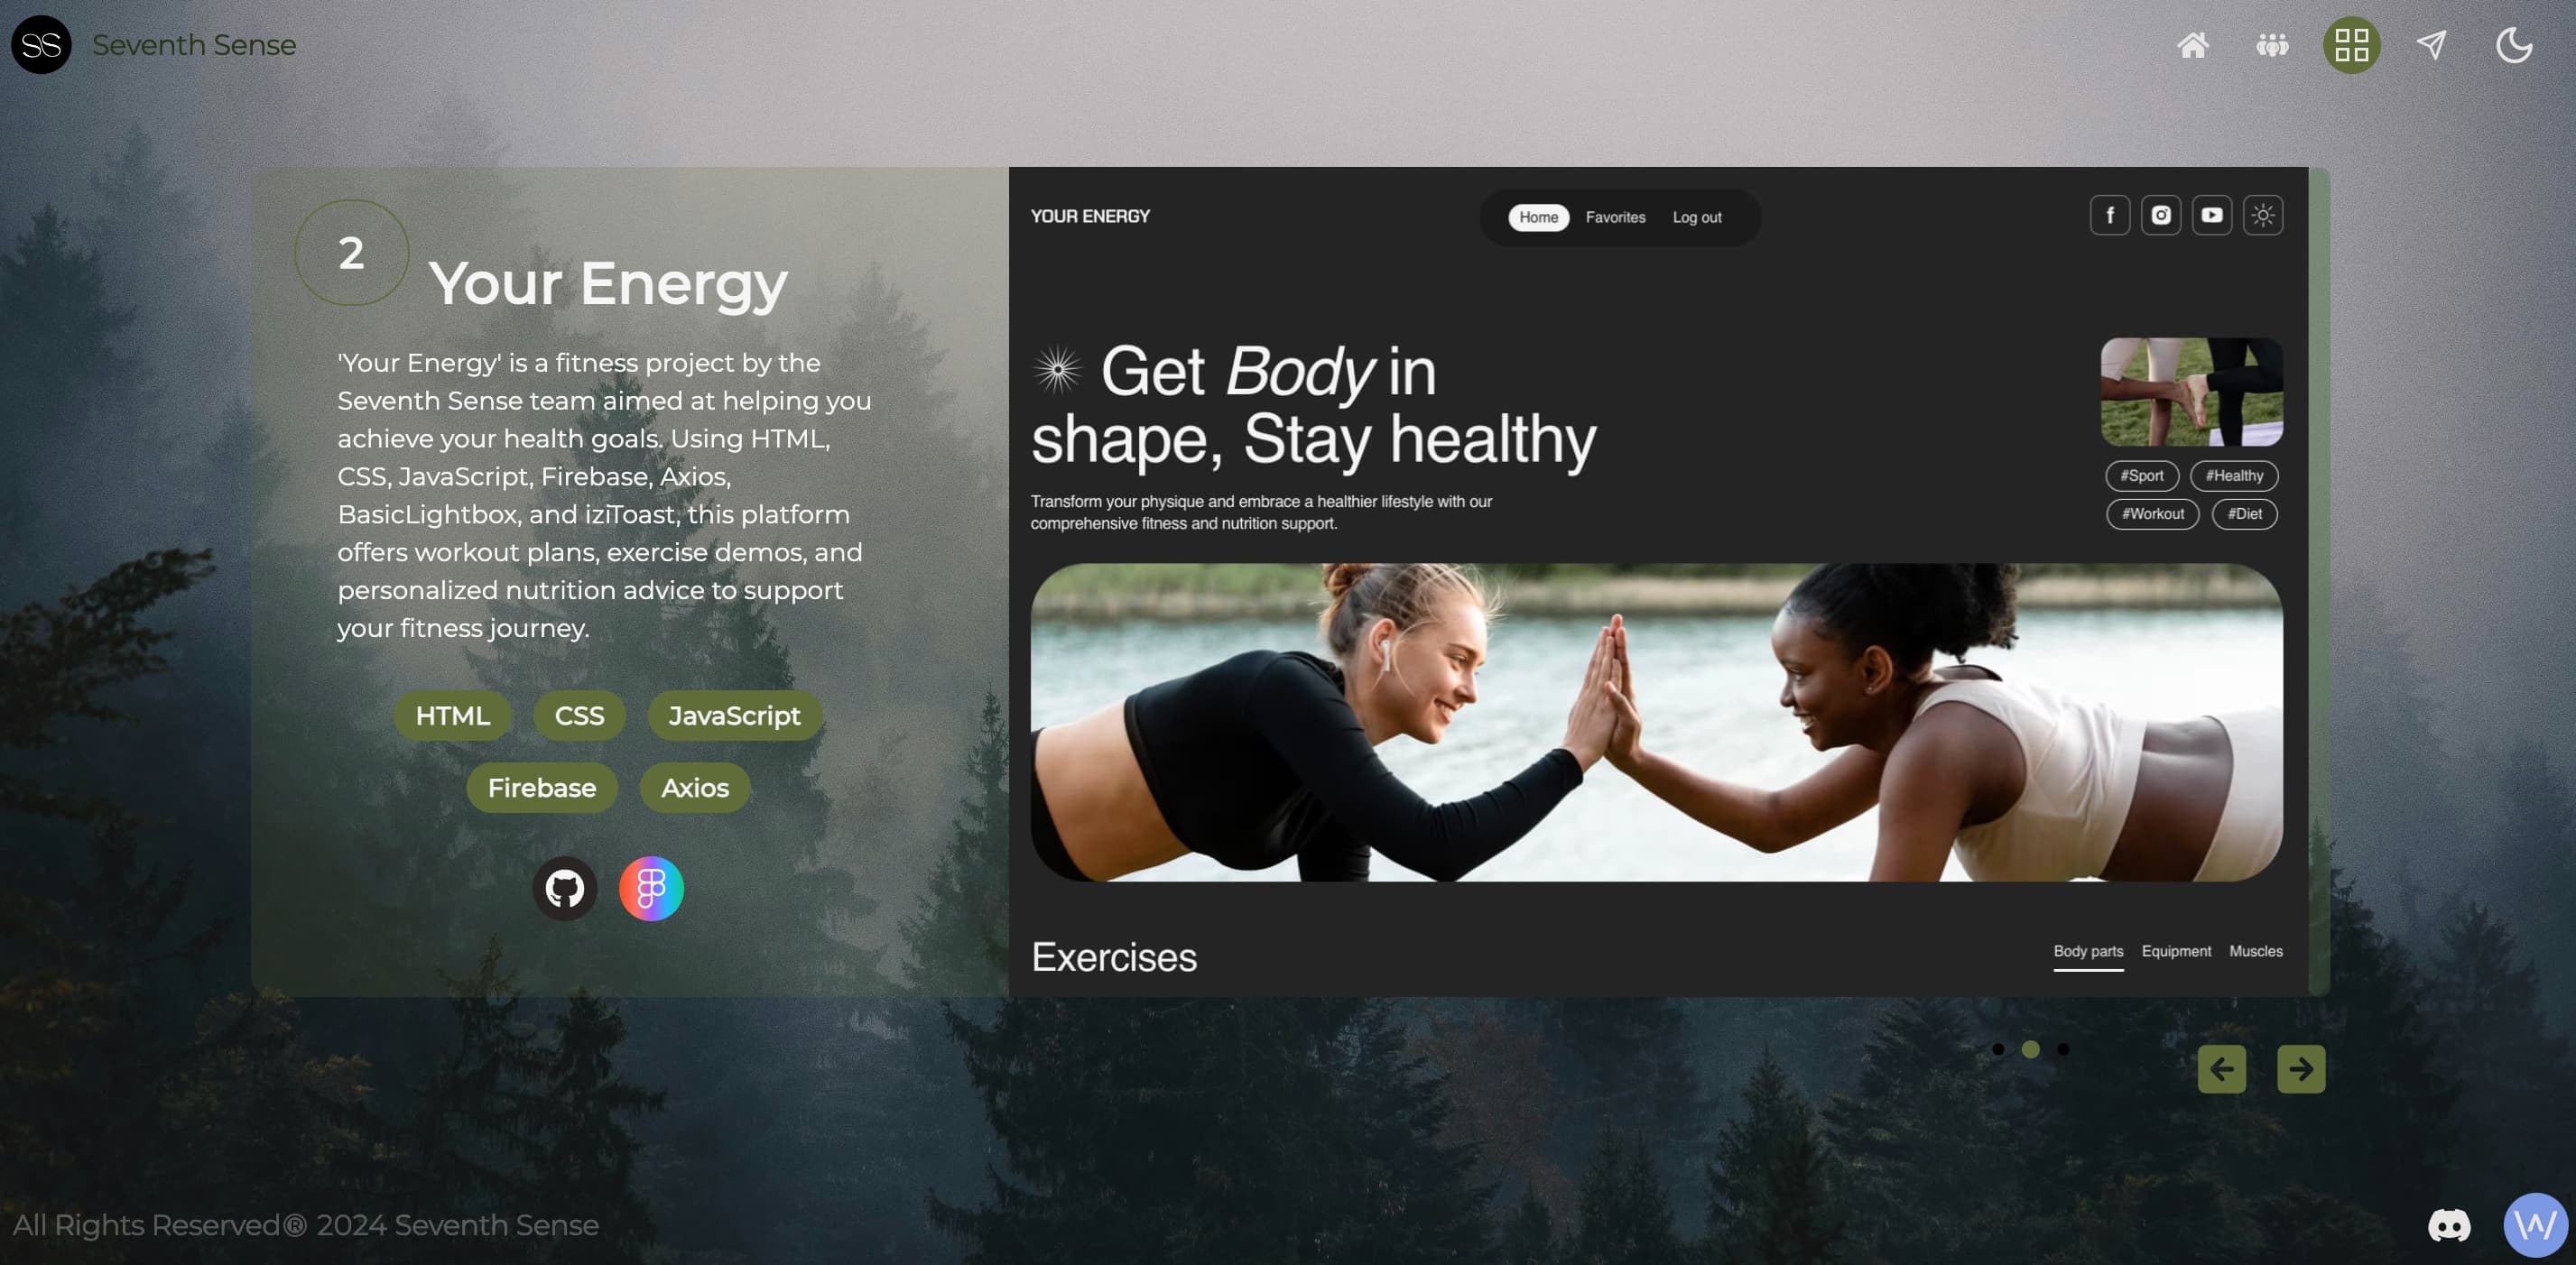 SS
Seventh Sense
2
Your Energy
'Your Energy' is a fitness project by the
Seventh Sense team aimed at helping you
achieve your health goals. Using HTML,
CSS, JavaScript, Firebase, Axios,
BasicLightbox, and iziToast, this platform
offers workout plans, exercise demos, and
personalized nutrition advice to support
your fitness journey.
HTML CSS JavaScript
Firebase Axios
YOUR ENERGY
Home Favorites Log out
Get Body in
shape, Stay healthy
Transform your physique and embrace a healthier lifestyle with our
comprehensive fitness and nutrition support.
#Sport #Healthy
#Workout #Diet
Exercises
Body parts Equipment Muscles
All Rights Reserved® 2024 Seventh Sense
W